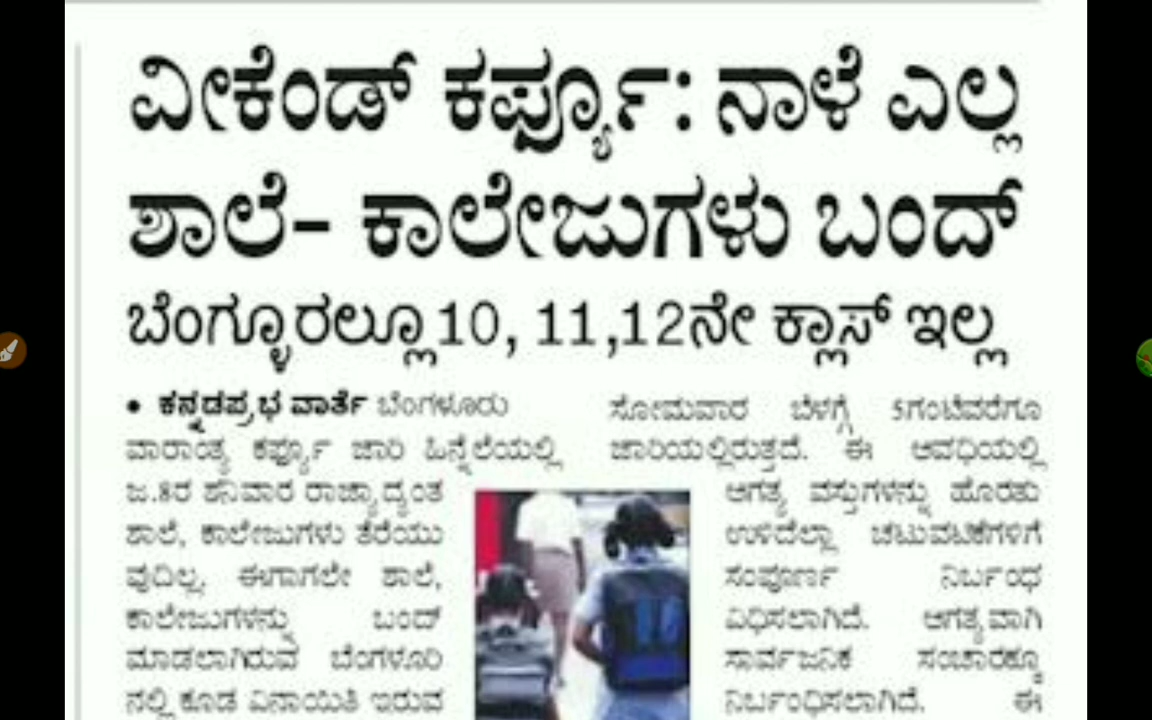 ವೀಕೆಂಡ್ ಕರ್ಫ್ಯೂ: ನಾಳೆ ಎಲ್ಲ
ಶಾಲೆ- ಕಾಲೇಜುಗಳು ಬಂದ್
ಬೆಂಗ್ಳೂರಲ್ಲೂ 10, 11,12ನೇ ಕ್ಲಾಸ್ ಇಲ್ಲ
• ಕನ್ನಡಪ್ರಭ ವಾರ್ತೆ ಬೆಂಗಳೂರು
ವಾರಾಂತ್ಯ ಕರ್ಫ್ಯೂ ಜಾರಿ ಹಿನ್ನೆಲೆಯಲ್ಲಿ
ಜ.8ರ ಶನಿವಾರ ರಾಜ್ಯಾದ್ಯಂತ
ಶಾಲೆ, ಕಾಲೇಜುಗಳು ತೆರೆಯು
ವುದಿಲ್ಲ. ಈಗಾಗಲೇ ಶಾಲೆ,
ಕಾಲೇಜುಗಳನ್ನು ಬಂದ್
ಮಾಡಲಾಗಿರುವ ಬೆಂಗಳೂರಿ
ನಲ್ಲಿ ಕೂಡ ವಿನಾಯಿತಿ ಇರುವ
ಸೋಮವಾರ ಬೆಳಗ್ಗೆ 5ಗಂಟೆವರೆಗೂ
ಜಾರಿಯಲ್ಲಿರುತ್ತದೆ. ಈ ಅವಧಿಯಲ್ಲಿ
ಅಗತ್ಯ ವಸ್ತುಗಳನ್ನು ಹೊರತು
ಉಳಿದೆಲ್ಲಾ ಚಟುವಟಿಕೆಗಳಿಗೆ
ಸಂಪೂರ್ಣ ನಿರ್ಬಂಧ
ವಿಧಿಸಲಾಗಿದೆ. ಅಗತ್ಯವಾಗಿ
ಸಾರ್ವಜನಿಕ ಸಂಚಾರಕ್ಕೂ
ನಿರ್ಬಂಧಿಸಲಾಗಿದೆ. ಈ